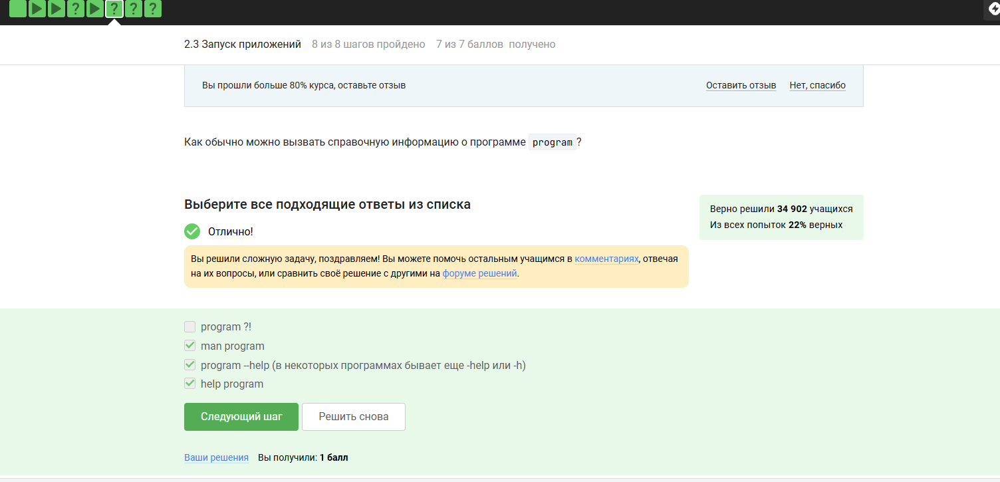 ? ? ? ?
2.3 Запуск приложений 8 из 8 шагов пройдено 7 из 7 баллов получено
Вы прошли больше 80% курса, оставьте отзыв Оставить отзыв Нет, спасибо
Как обычно можно вызвать справочную информацию о программе program ?
Выберите все подходящие ответы из списка
Верно решили 34 902 учащихся
Из всех попыток 22% верных
Отлично!
Вы решили сложную задачу, поздравляем! Вы можете помочь остальным учащимся в комментариях, отвечая
на их вопросы, или сравнить своё решение с другими на форуме решений.
program ?!
man program
program --help (в некоторых программах бывает еще -help или -h)
help program
Следующий шаг Решить снова
Ваши решения Вы получили: 1 балл